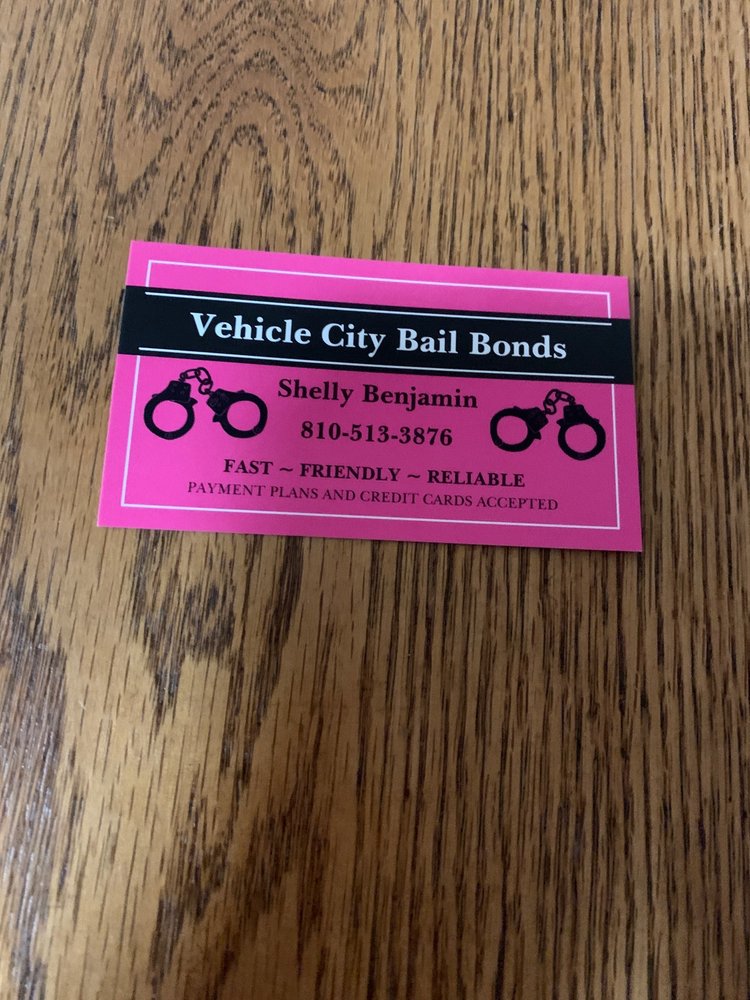 Vehicle City Bail Bonds
Shelly Benjamin
810-513-3876
FAST ~ FRIENDLY ~ RELIABLE
PAYMENT PLANS AND CREDIT CARDS ACCEPTED